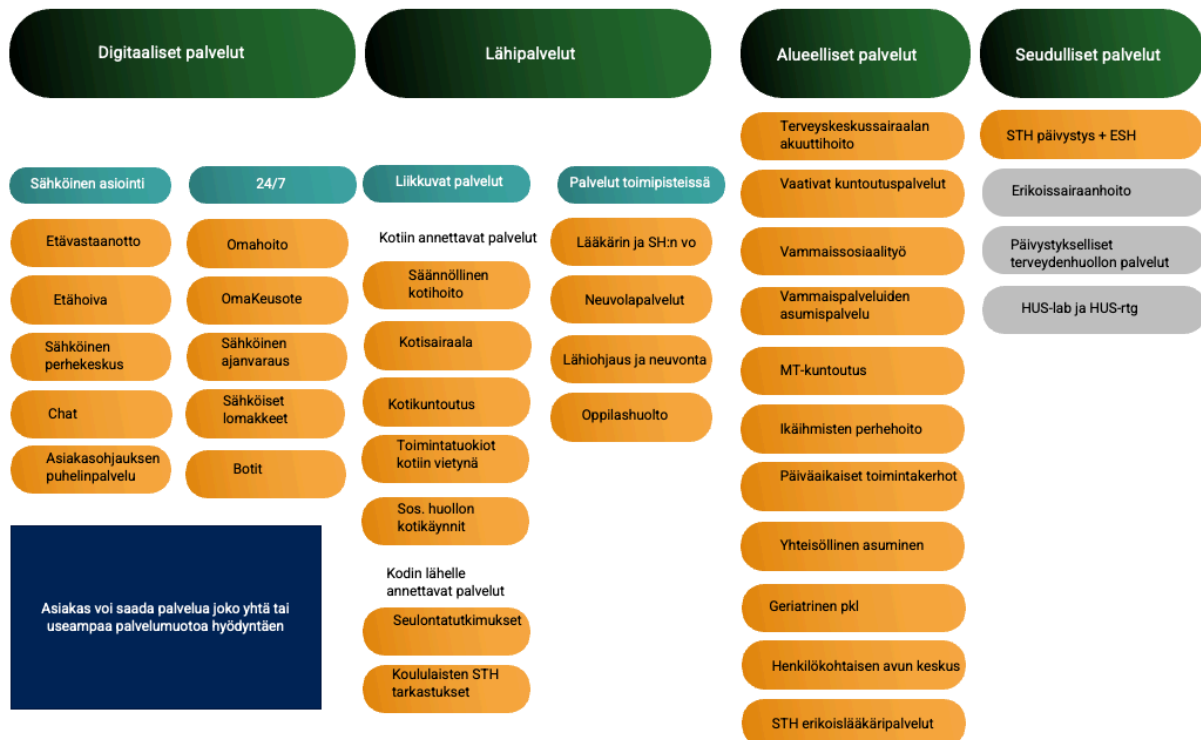 Digitaaliset palvelut
Lähipalvelut
Alueelliset palvelut
Seudulliset palvelut
Sähköinen asiointi
Etävastaanotto
Etähoiva
Sähköinen
perhekeskus
Chat
Asiakasohjauksen
puhelinpalvelu
24/7
Omahoito
OmaKeusote
Sähköinen
ajanvaraus
Sähköiset
lomakkeet
Botit
Asiakas voi saada palvelua joko yhtä tai
useampaa palvelumuotoa hyödyntäen
Liikkuvat palvelut
Kotiin annettavat palvelut
Säännöllinen
kotihoito
Kotisairaala
Kotikuntoutus
Toimintatuokiot
kotiin vietynä
Sos. huollon
kotikäynnit
Kodin lähelle
annettavat palvelut
Seulontatutkimukset
Koululaisten STH
tarkastukset
Palvelut toimipisteissä
Lääkärin ja SH:n vo
Neuvolapalvelut
Lähiohjaus ja neuvonta
Oppilashuolto
Terveyskeskussairaalan
akuuttihoito
Vaativat kuntoutuspalvelut
Vammaissosiaalityö
Vammaispalveluiden
asumispalvelu
MT-kuntoutus
Ikäihmisten perhehoito
Päiväaikaiset toimintakerhot
Yhteisöllinen asuminen
Geriatrinen pkl
Henkilökohtaisen avun keskus
STH erikoislääkäripalvelut
STH päivystys + ESH
Erikoissairaanhoito
Päivystykselliset
terveydenhuollon palvelut
HUS-lab ja HUS-rtg